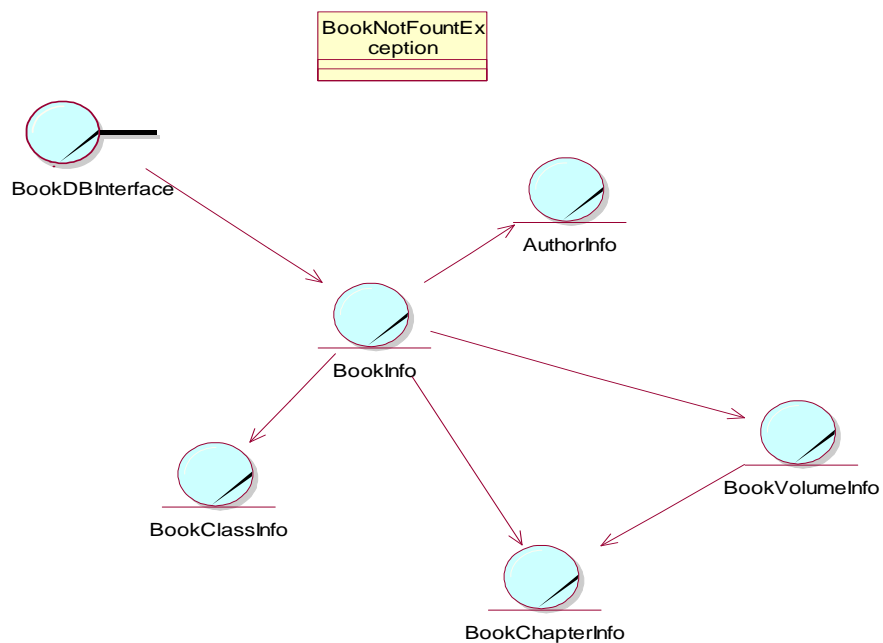 BookNotFountEx
ception
BookDBInterface
AuthorInfo
BookInfo
BookVolumeInfo
BookClassInfo
BookChapterInfo